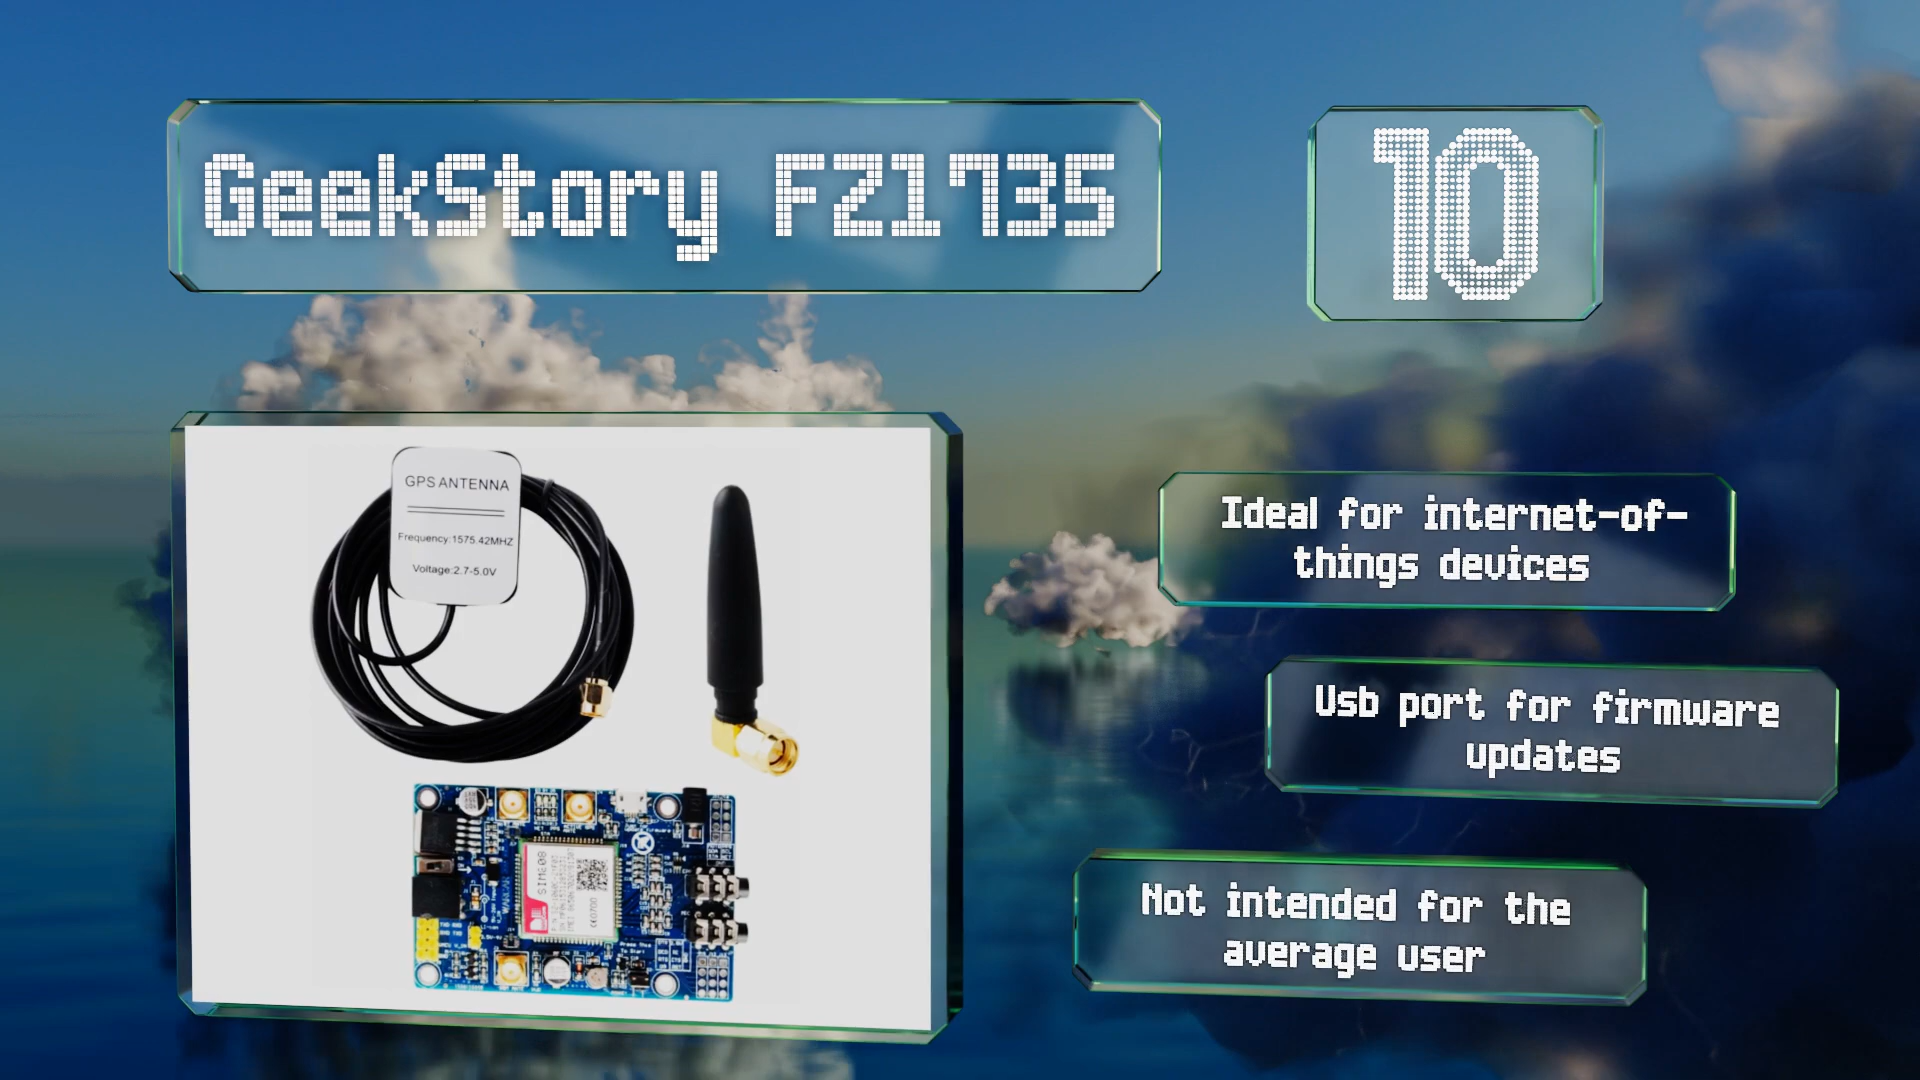 GeekStory FZ1735
10
Ideal for internet-of-
things devices
Usb port for firmware
updates
Not intended for the
average user
GPS ANTENNA
Frequency:1575.42MHZ
Voltage:2.7-5.0V
SIM808